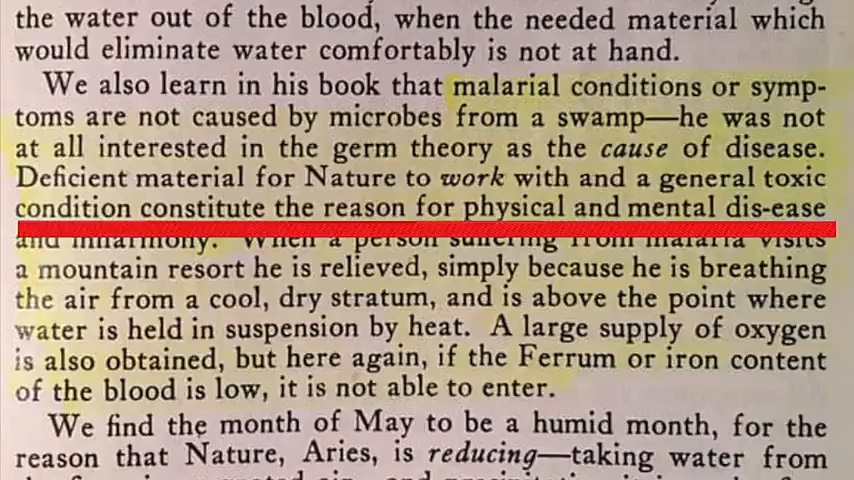 the water out of the blood, when the needed material which
would eliminate water comfortably is not at hand.
We also learn in his book that malarial conditions or symp-
toms are not caused by microbes from a swamp—he was not
at all interested in the germ theory as the cause of disease.
Deficient material for Nature to work with and a general toxic
condition constitute the reason for physical and mental dis-ease
and inharmony. When a person suffering from malaria visits
a mountain resort he is relieved, simply because he is breathing
the air from a cool, dry stratum, and is above the point where
water is held in suspension by heat. A large supply of oxygen
is also obtained, but here again, if the Ferrum or iron content
of the blood is low, it is not able to enter.
We find the month of May to be a humid month, for the
reason that Nature, Aries, is reducing—taking water from